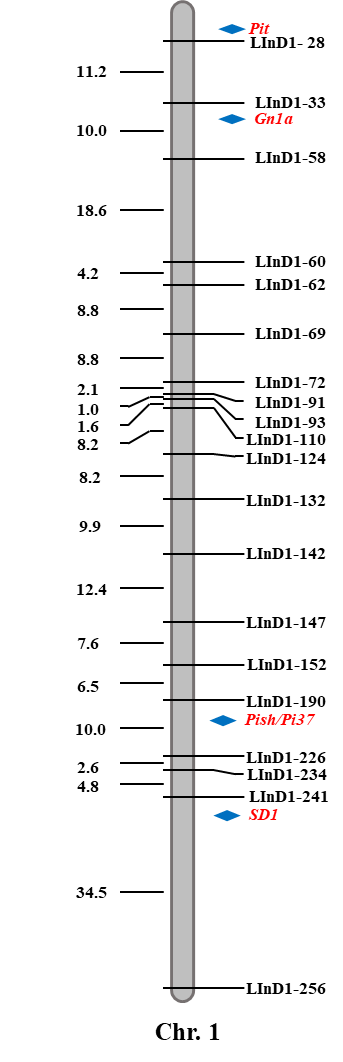 Pit
LInD1- 28
11.2
LInD1-33
Gn1a
10.0
LInD1-58
18.6
LInD1-60
4.2
LInD1-62
8.8
LInD1-69
8.8
LInD1-72
2.1
LInD1-91
1.0
LInD1-93
1.6
LInD1-110
8.2
LInD1-124
8.2
LInD1-132
9.9
LInD1-142
12.4
LInD1-147
7.6
LInD1-152
6.5
LInD1-190
Pish/Pi37
10.0
LInD1-226
2.6
LInD1-234
4.8
LInD1-241
SD1
34.5
LInD1-256
Chr. 1